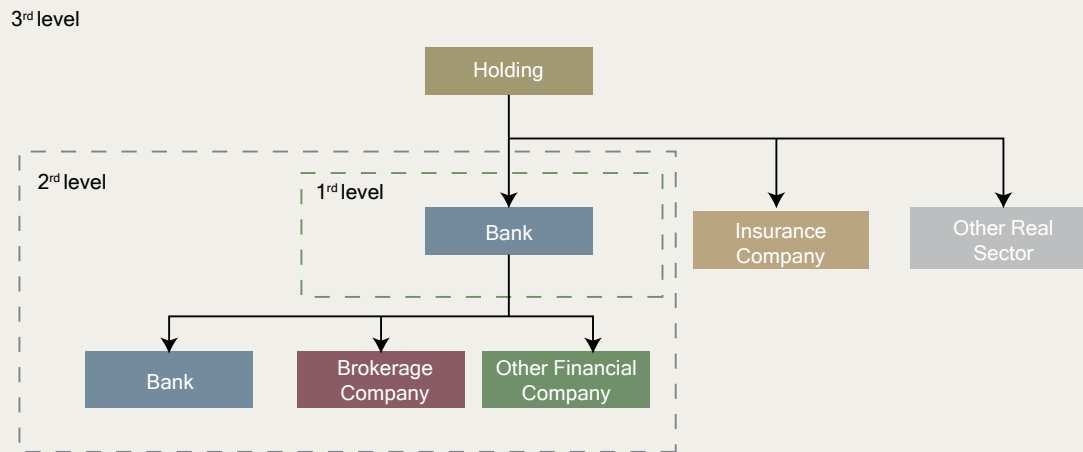 3rd level
Holding
2rd level
1rd level
Bank
Insurance
Company
Other Real
Sector
Bank
Brokerage
Company
Other Financial
Company